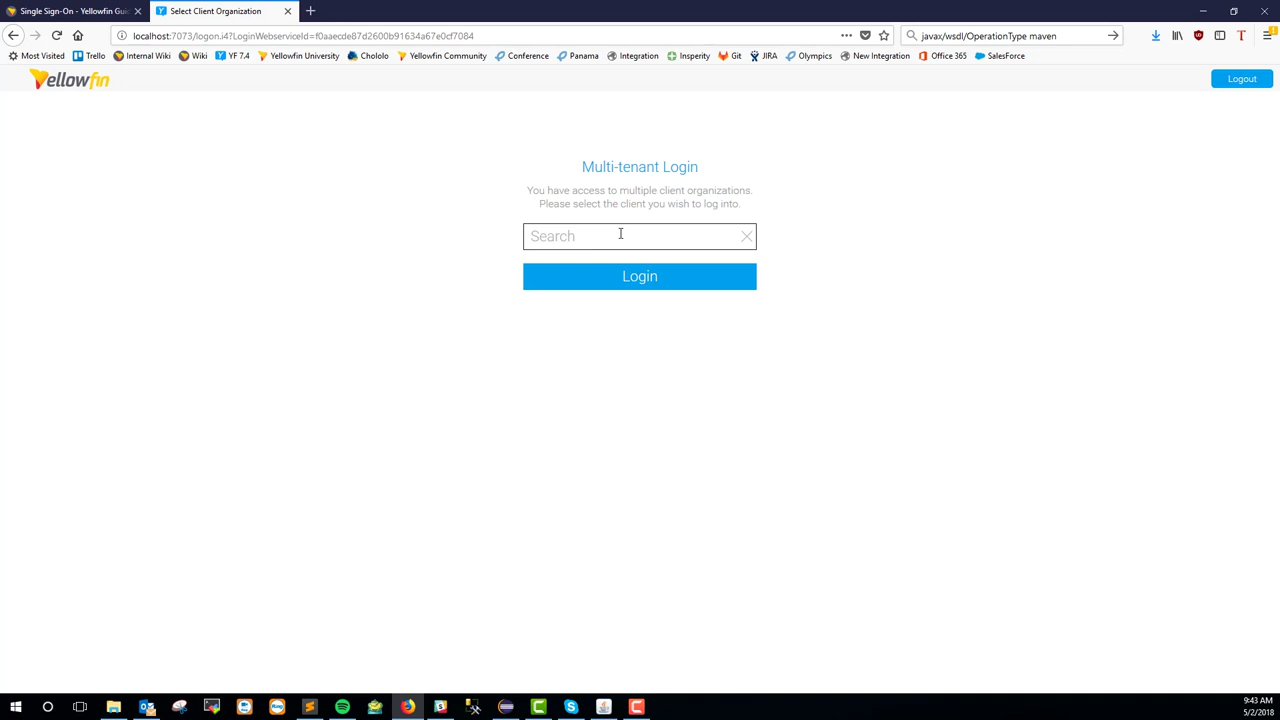 Single Sign-On - Yellowfin Gui
Select Client Organization
localhost:7073/logon.i4?LoginWebserviceId=f0aaecde87d2600b91634a67e0cf7084
javax/wsdl/OperationType maven
Most Visited
Trello
Internal Wiki
Wiki
YF 7.4
Yellowfin University
Chololo
Yellowfin Community
Conference
Panama
Integration
Insperity
Git
JIRA
Olympics
New Integration
Office 365
SalesForce
Yellowfin
Logout
Multi-tenant Login
You have access to multiple client organizations.
Please select the client you wish to log into.
Search
Login
9:43 AM
5/2/2018